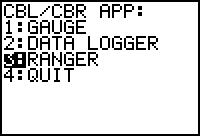 CBL/CBR APP:
1:GAUGE
2:DATA LOGGER
3:RANGER
4:QUIT